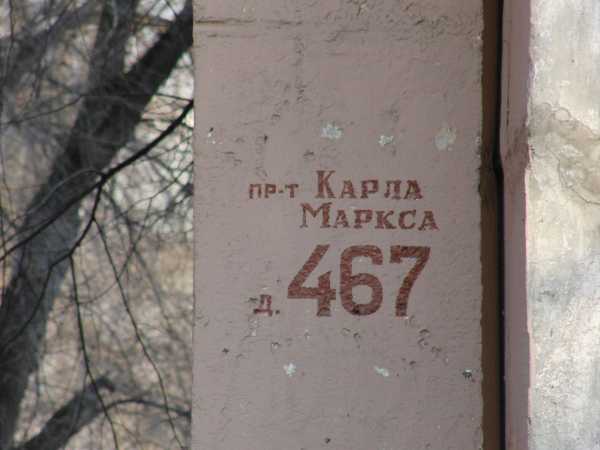 пр-т Карла
Маркса
д. 467